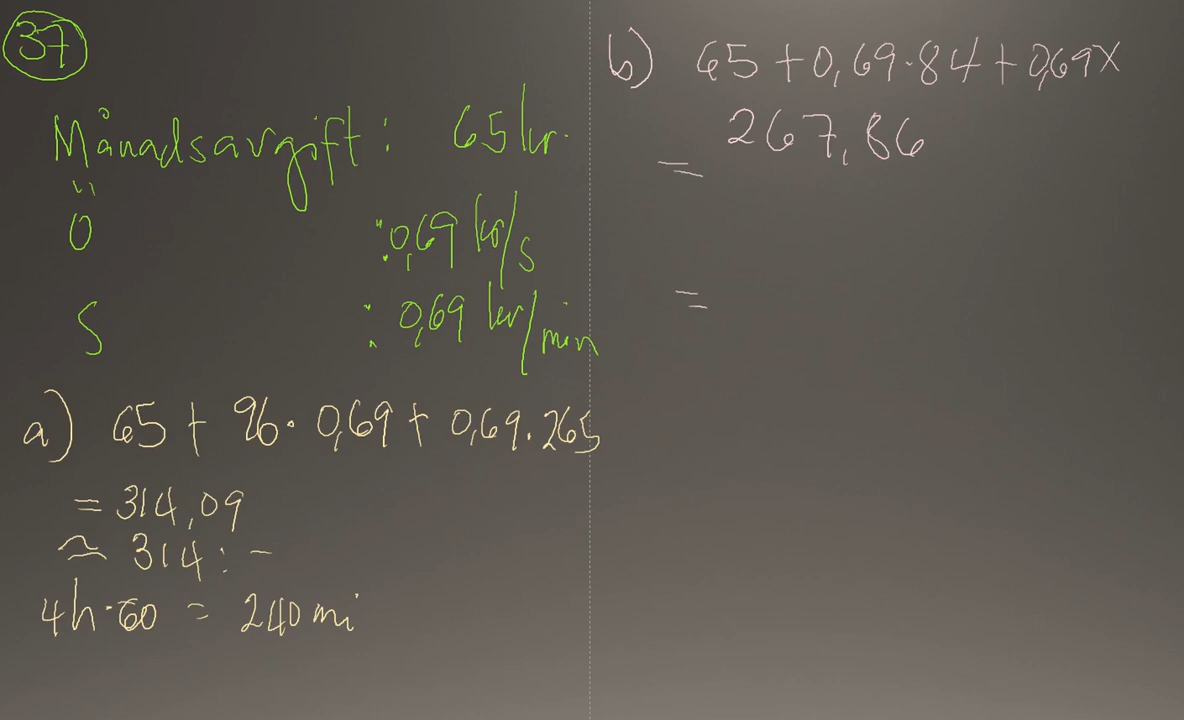 37
Månadsavgift: 65 kr.
Ö : 0,69 kr/s
S : 0,69 kr/min
a) 65 + 96 · 0,69 + 0,69 · 265
= 314,09
≃ 314:-
4h·60 = 240 mi
b) 65 + 0,69·84 + 0,69x
= 267,86
=